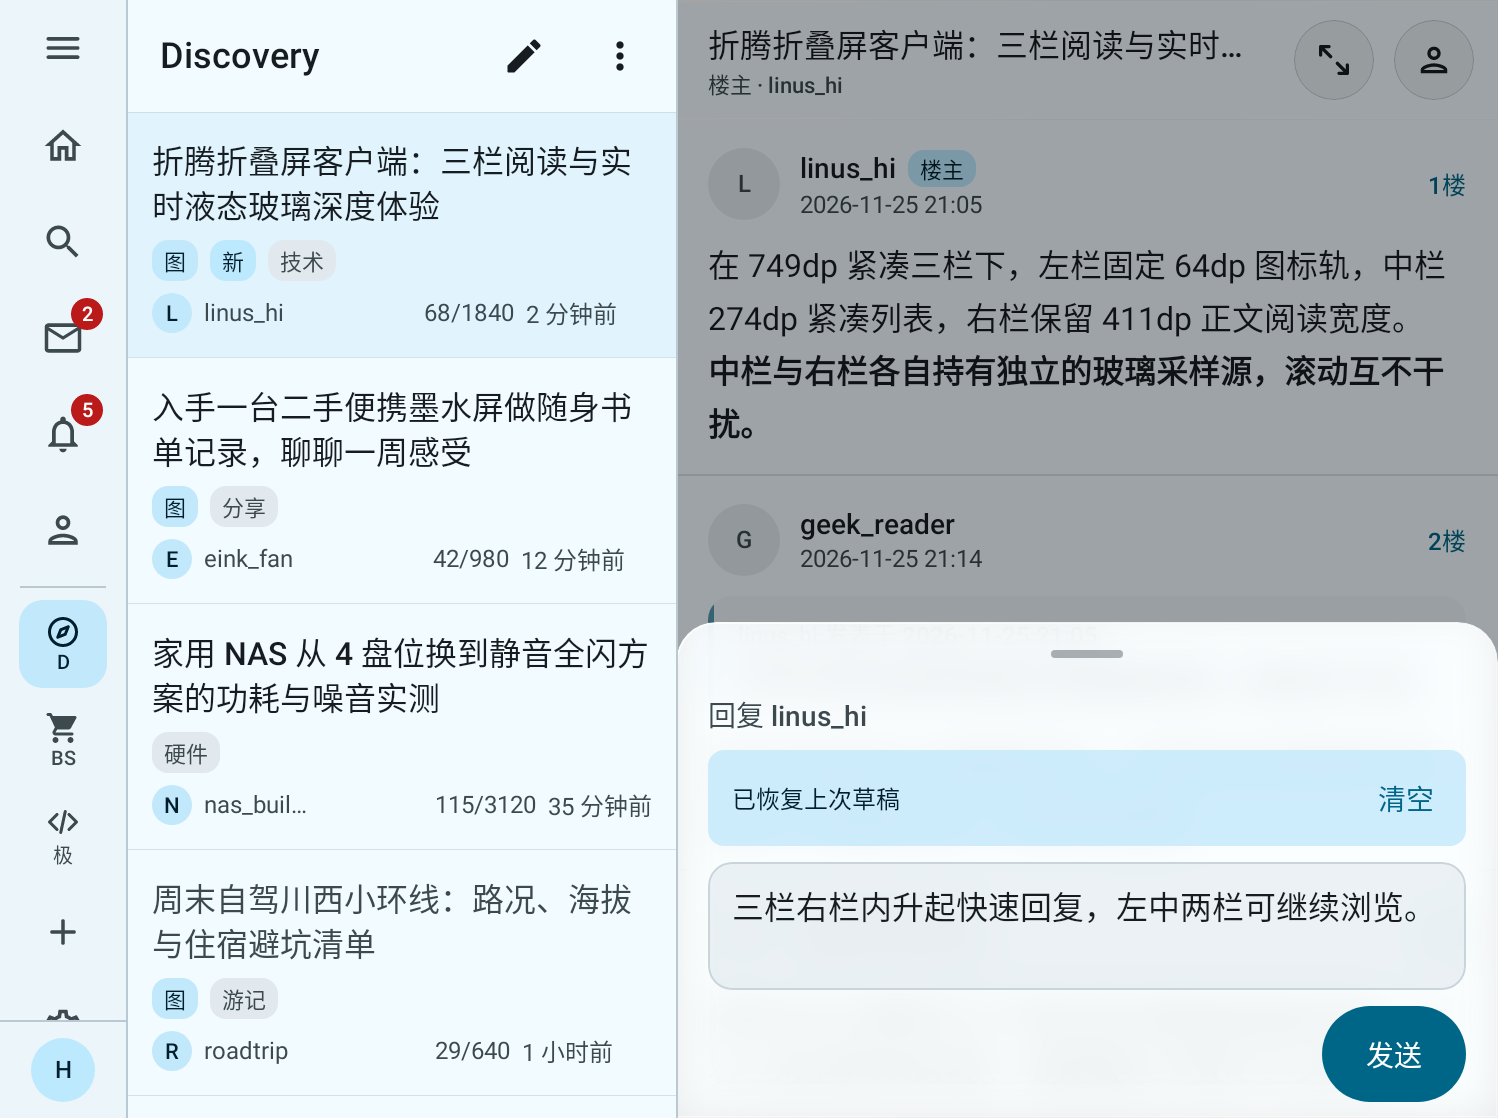 2
5
D
BS
极
H
Discovery
折腾折叠屏客户端：三栏阅读与实
时液态玻璃深度体验
图 新 技术
L linus_hi 68/1840 2 分钟前
入手一台二手便携墨水屏做随身书
单记录，聊聊一周感受
图 分享
E eink_fan 42/980 12 分钟前
家用 NAS 从 4 盘位换到静音全闪方
案的功耗与噪音实测
硬件
N nas_buil... 115/3120 35 分钟前
周末自驾川西小环线：路况、海拔
与住宿避坑清单
图 游记
R roadtrip 29/640 1 小时前
折腾折叠屏客户端：三栏阅读与实时...
楼主 · linus_hi
L linus_hi 楼主 1楼
2026-11-25 21:05
在 749dp 紧凑三栏下，左栏固定 64dp 图标轨，中栏
274dp 紧凑列表，右栏保留 411dp 正文阅读宽度。
中栏与右栏各自持有独立的玻璃采样源，滚动互不干
扰。
G geek_reader 2楼
2026-11-25 21:14
回复 linus_hi
已恢复上次草稿 清空
三栏右栏内升起快速回复，左中两栏可继续浏览。
发送